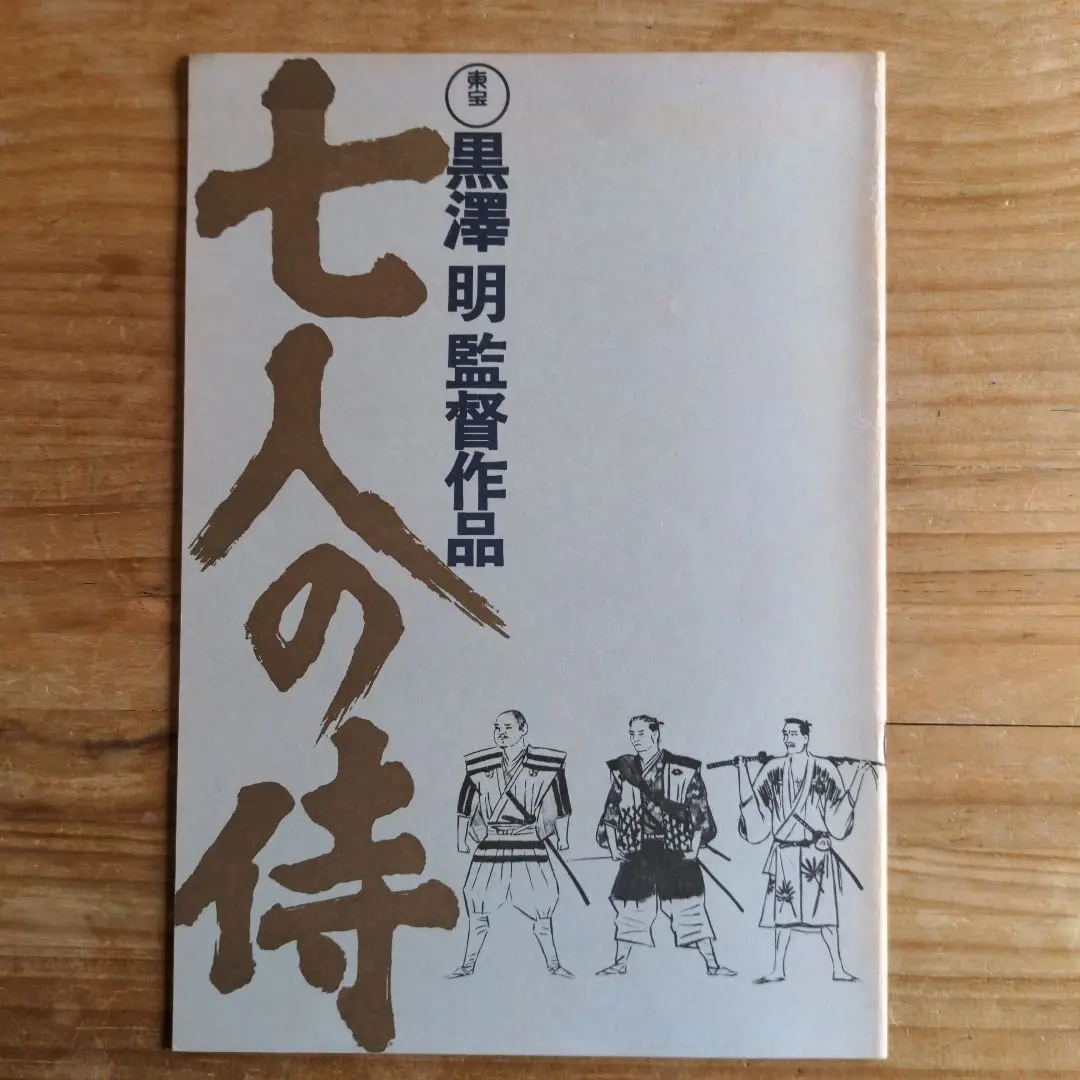 東宝
黒澤 明 監督作品
七人の侍